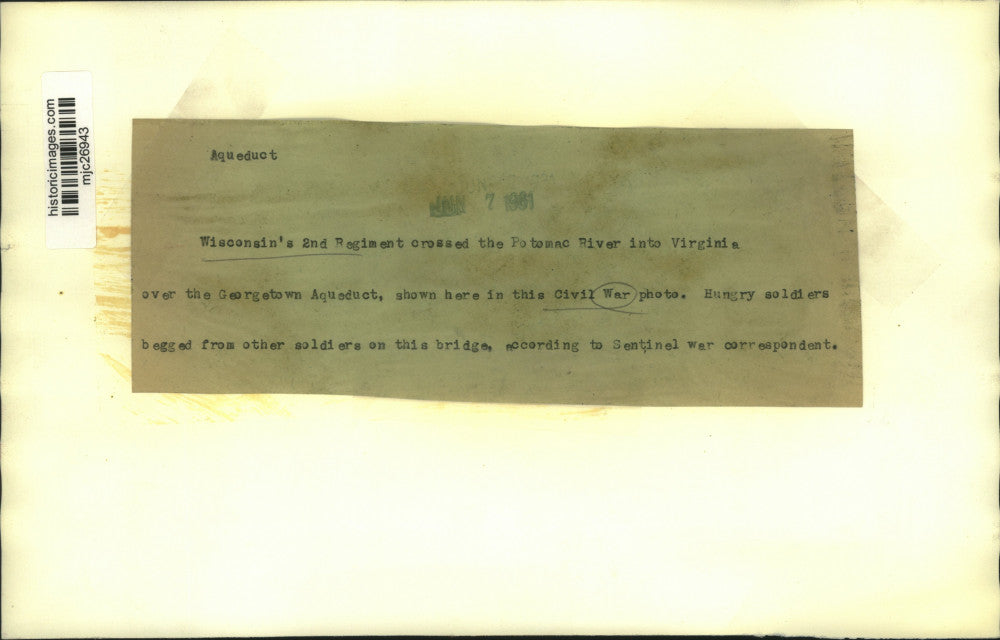 historicimages.com
mjc26943
Aqueduct
JAN 7 1961
Wisconsin's 2nd Regiment crossed the Potomac River into Virginia
over the Georgetown Aqueduct, shown here in this Civil War photo. Hungry soldiers
begged from other soldiers on this bridge, according to Sentinel war correspondent.